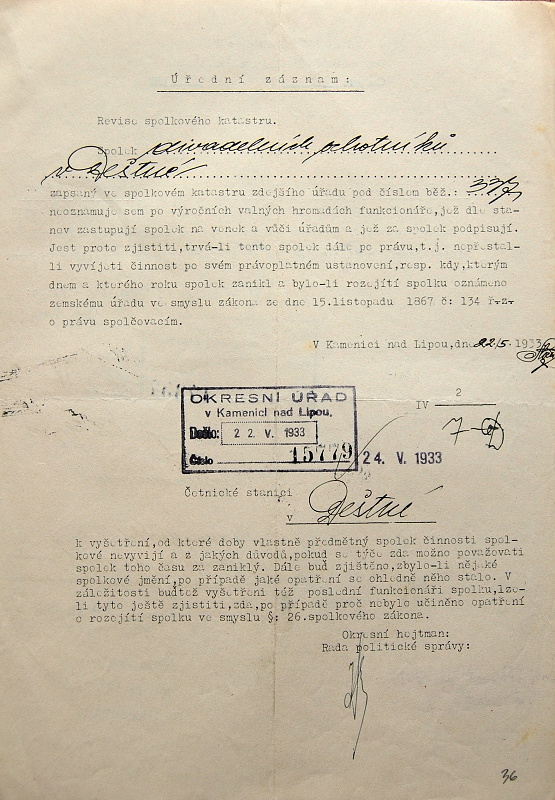 Úřední záznam:
Revise spolkového katastru.
Spolek divadelních ochotníků
v Deštné
zapsaný ve spolkovém katastru zdejšího úřadu pod číslem běž.: 337
neoznamuje sem po výročních valných hromadách funkcionáře, jež dle sta-
nov zastupují spolek na venek a vůči úřadům a jež za spolek podpisují.
Jest proto zjistiti, trvá-li tento spolek dále po právu, t.j. nepřestal-
li vyvíjeti činnost po svém právoplatném ustanovení, resp. kdy, kterým
dnem a kterého roku spolek zanikl a bylo-li rozejití spolku oznámeno
zemskému úřadu ve smyslu zákona ze dne 15.listopadu 1867 č: 134 ř.z.
o právu spolčovacím.
V Kamenici nad Lipou, dne 22/5. 1933
OKRESNÍ ÚŘAD
v Kamenici nad Lipou,
Došlo: 22. V. 1933
Číslo 15779
IV 2
7
24. V. 1933
Četnické stanici
v Deštné
k vyšetření, od které doby vlastně předmětný spolek činnosti spol-
kové nevyvíjí a z jakých důvodů, pokud se týče zda možno považovati
spolek toho času za zaniklý. Dále buď zjištěno, zbylo-li nějaké
spolkové jmění, po případě jaké opatření se ohledně něho stalo. V
záležitosti budtež vyšetřeni též poslední funkcionáři spolku, lze-
li tyto ještě zjistiti, zda, po případě proč nebylo učiněno opatření
o rozejití spolku ve smyslu §: 26.spolkového zákona.
Okresní hejtman:
Rada politické správy:
36